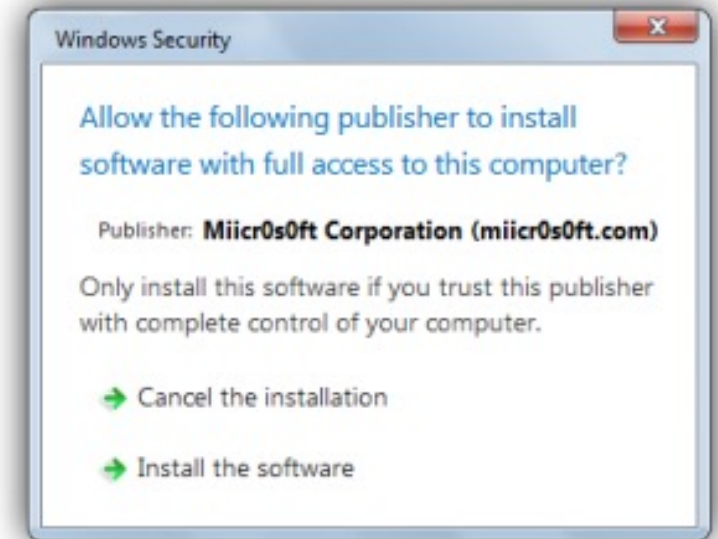 Windows Security
Allow the following publisher to install
software with full access to this computer?
Publisher: Miicr0s0ft Corporation (miicr0s0ft.com)
Only install this software if you trust this publisher
with complete control of your computer.
Cancel the installation
Install the software